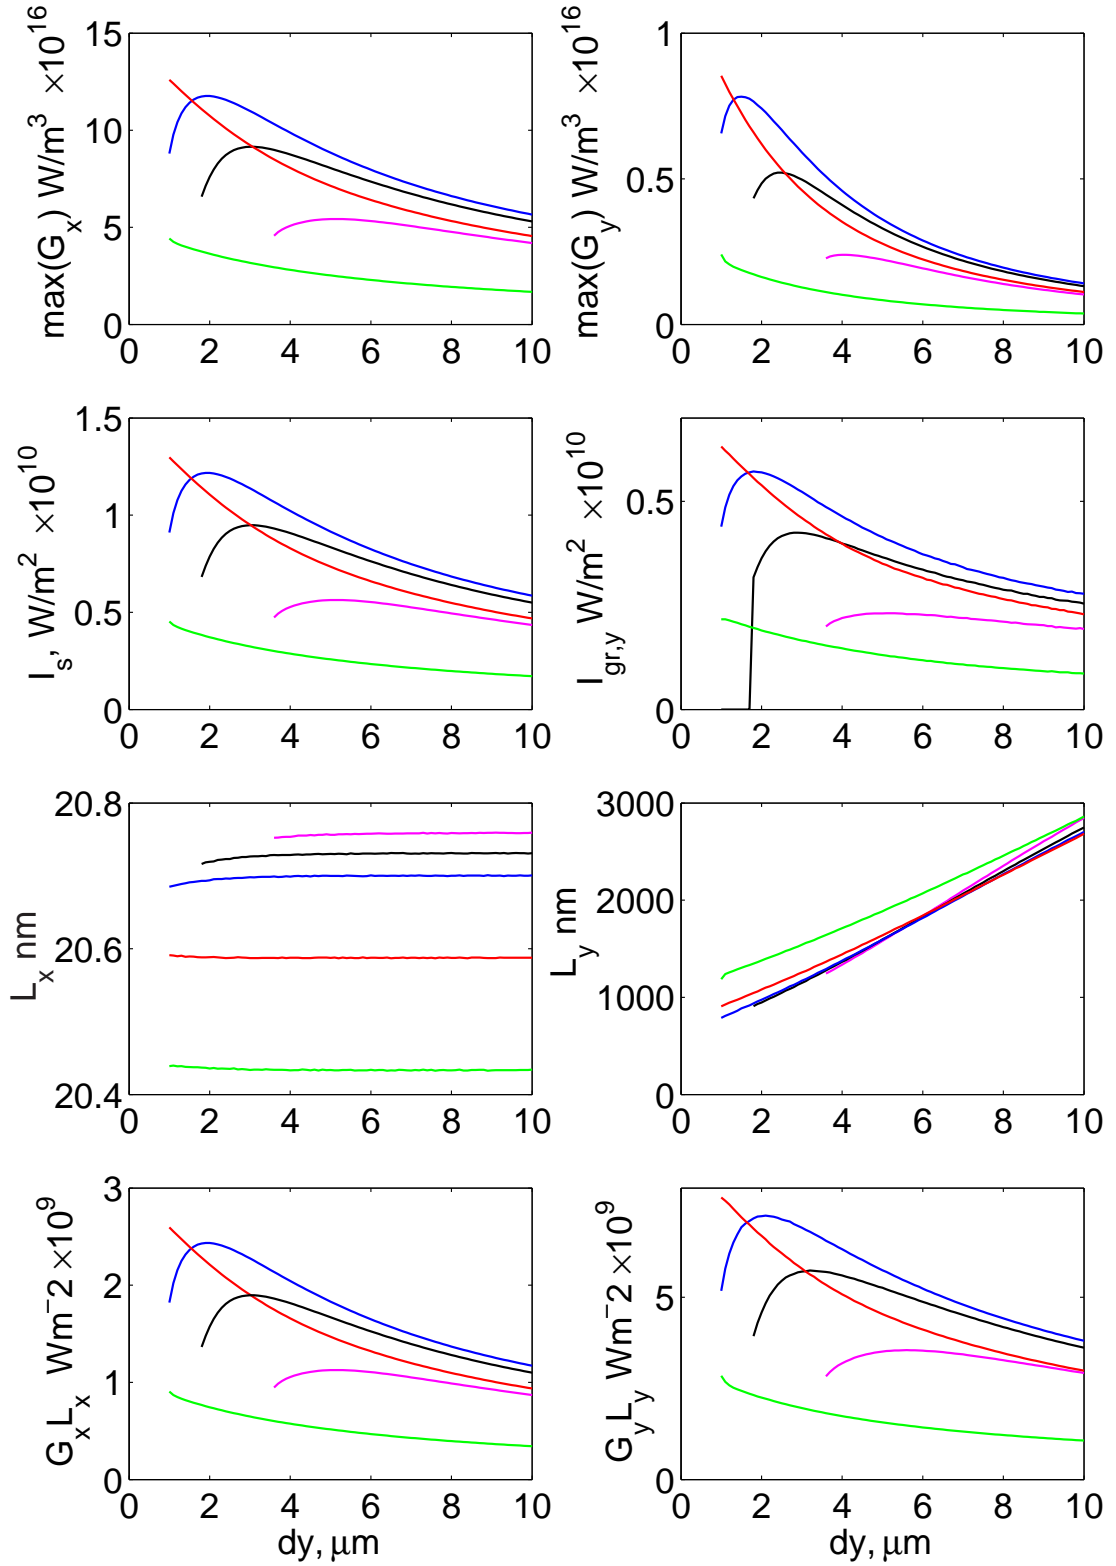 max(G_x) W/m^3 ×10^16
15
10
5
0
0 2 4 6 8 10
max(G_y) W/m^3 ×10^16
1
0.5
0
0 2 4 6 8 10
I_s, W/m^2 ×10^10
1.5
1
0.5
0
0 2 4 6 8 10
I_gr,y W/m^2 ×10^10
0.5
0
0 2 4 6 8 10
L_x nm
20.8
20.6
20.4
0 2 4 6 8 10
L_y nm
3000
2000
1000
0
0 2 4 6 8 10
G_x L_x Wm^-2 ×10^9
3
2
1
0
0 2 4 6 8 10
dy, μm
G_y L_y Wm^-2 ×10^9
5
0
0 2 4 6 8 10
dy, μm